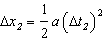 Δx₂ = 1/2 a(Δt₂)²